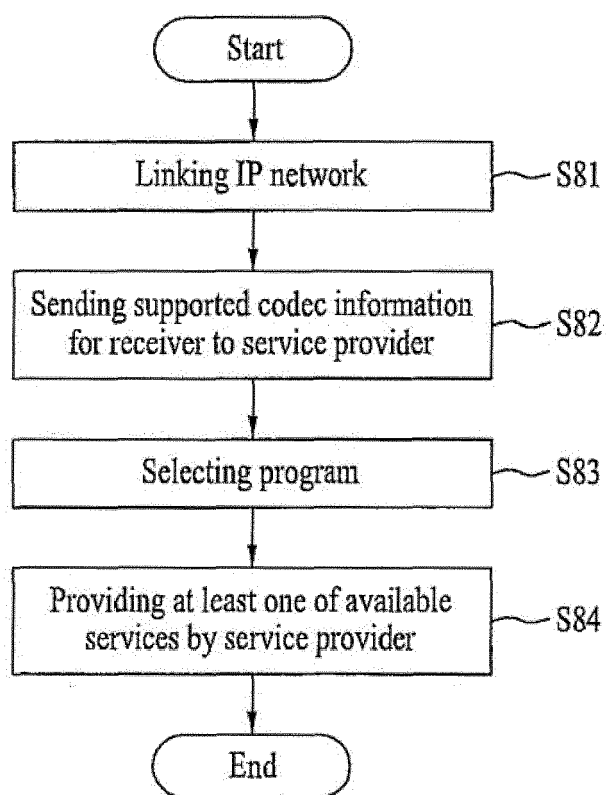 Start
Linking IP network
S81
Sending supported codec information
for receiver to service provider
S82
Selecting program
S83
Providing at least one of available
services by service provider
S84
End